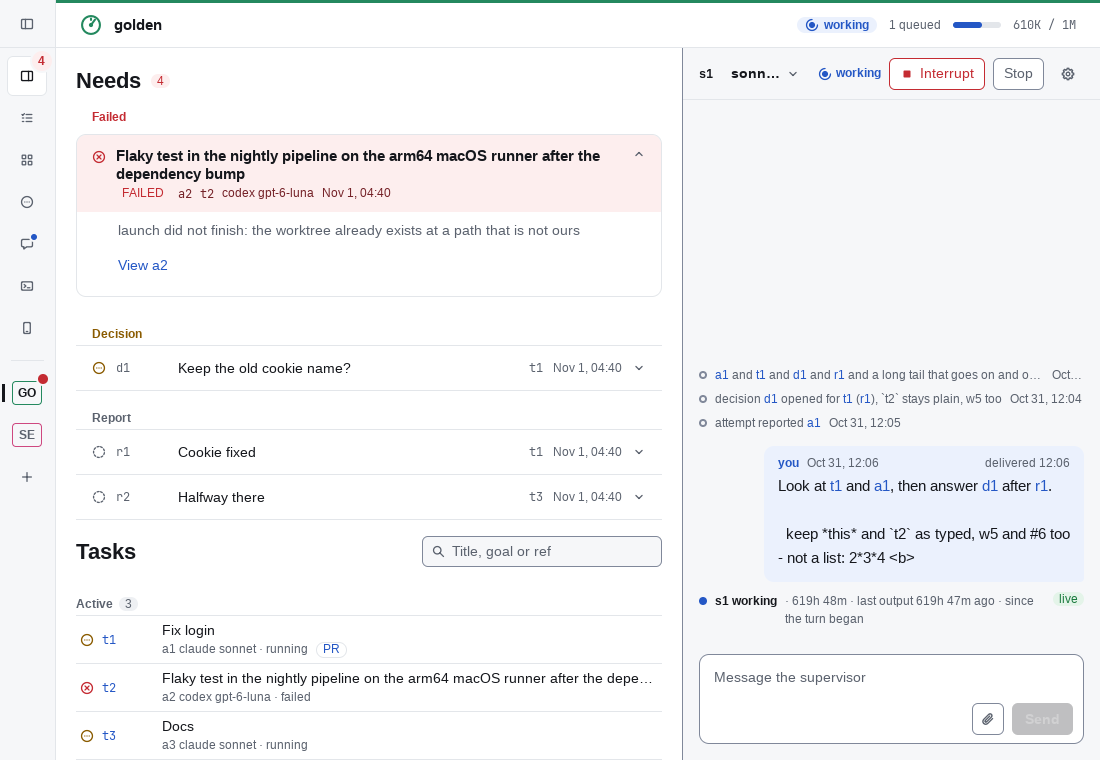 golden
working
1 queued
610K / 1M
4
GO
SE
Needs 4
Failed
Flaky test in the nightly pipeline on the arm64 macOS runner after the
dependency bump
FAILED a2 t2 codex gpt-6-luna Nov 1, 04:40
launch did not finish: the worktree already exists at a path that is not ours
View a2
Decision
d1 Keep the old cookie name? t1 Nov 1, 04:40
Report
r1 Cookie fixed t1 Nov 1, 04:40
r2 Halfway there t3 Nov 1, 04:40
Tasks
Title, goal or ref
Active 3
t1 Fix login
a1 claude sonnet · running PR
t2 Flaky test in the nightly pipeline on the arm64 macOS runner after the depe…
a2 codex gpt-6-luna · failed
t3 Docs
a3 claude sonnet · running
s1 sonn… working Interrupt Stop
a1 and t1 and d1 and r1 and a long tail that goes on and o… Oct…
decision d1 opened for t1 (r1), `t2` stays plain, w5 too Oct 31, 12:04
attempt reported a1 Oct 31, 12:05
you Oct 31, 12:06 delivered 12:06
Look at t1 and a1, then answer d1 after r1.
keep *this* and `t2` as typed, w5 and #6 too
- not a list: 2*3*4 <b>
s1 working · 619h 48m · last output 619h 47m ago · since
the turn began
live
Message the supervisor
Send